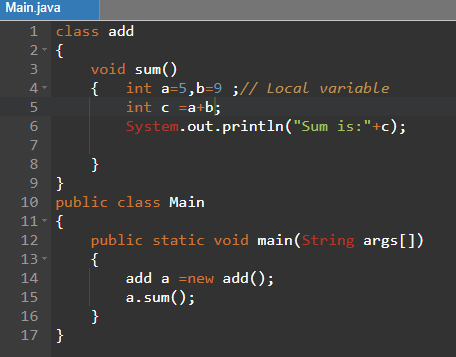 Main.java
1 class add
2 {
3 void sum()
4 { int a=5,b=9 ;// Local variable
5 int c =a+b;
6 System.out.println("Sum is:"+c);
7
8 }
9 }
10 public class Main
11 {
12 public static void main(String args[])
13 {
14 add a =new add();
15 a.sum();
16 }
17 }